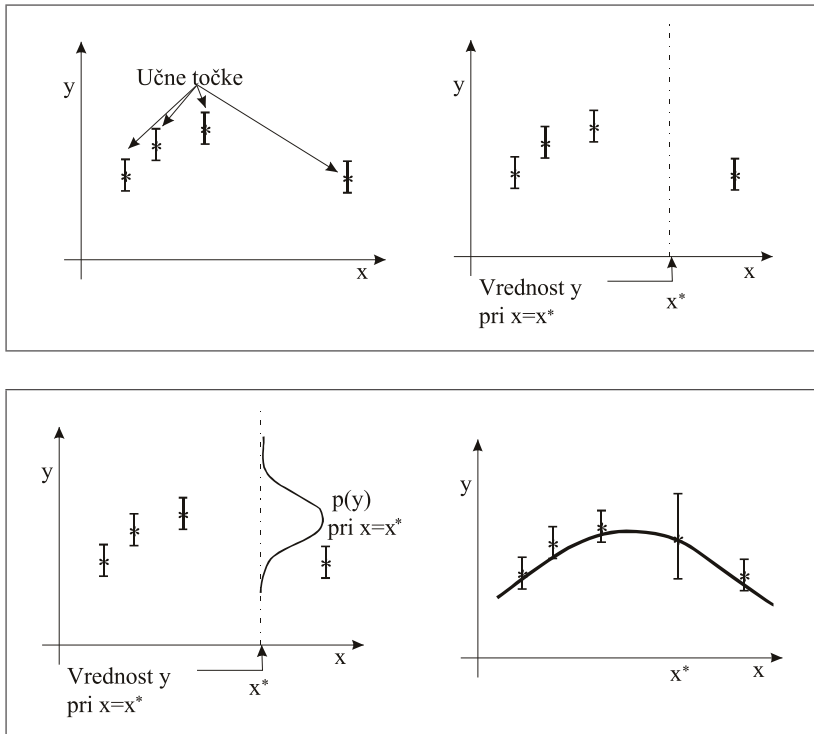 Učne točke
y
x
y
x
Vrednost y
pri x=x*
x*
y
p(y)
pri x=x*
x
Vrednost y
pri x=x*
x*
y
x*
x